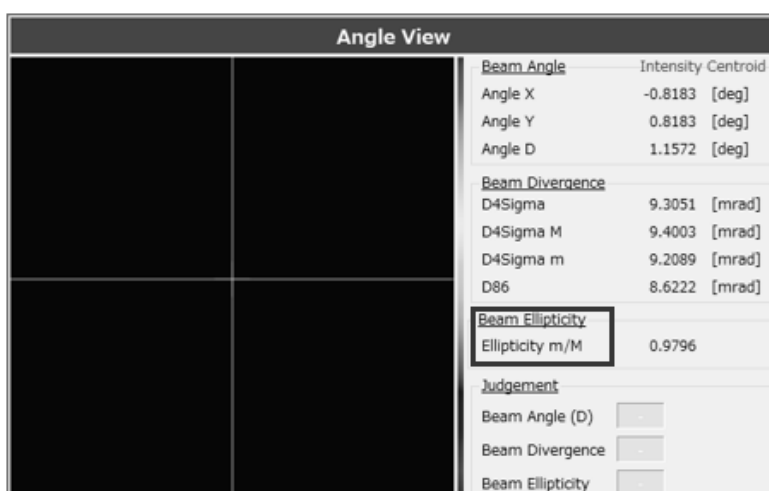 Angle View
Beam Angle Intensity Centroid
Angle X -0.8183 [deg]
Angle Y 0.8183 [deg]
Angle D 1.1572 [deg]
Beam Divergence
D4Sigma 9.3051 [mrad]
D4Sigma M 9.4003 [mrad]
D4Sigma m 9.2089 [mrad]
D86 8.6222 [mrad]
Beam Ellipticity
Ellipticity m/M 0.9796
Judgement
Beam Angle (D) -
Beam Divergence -
Beam Ellipticity -